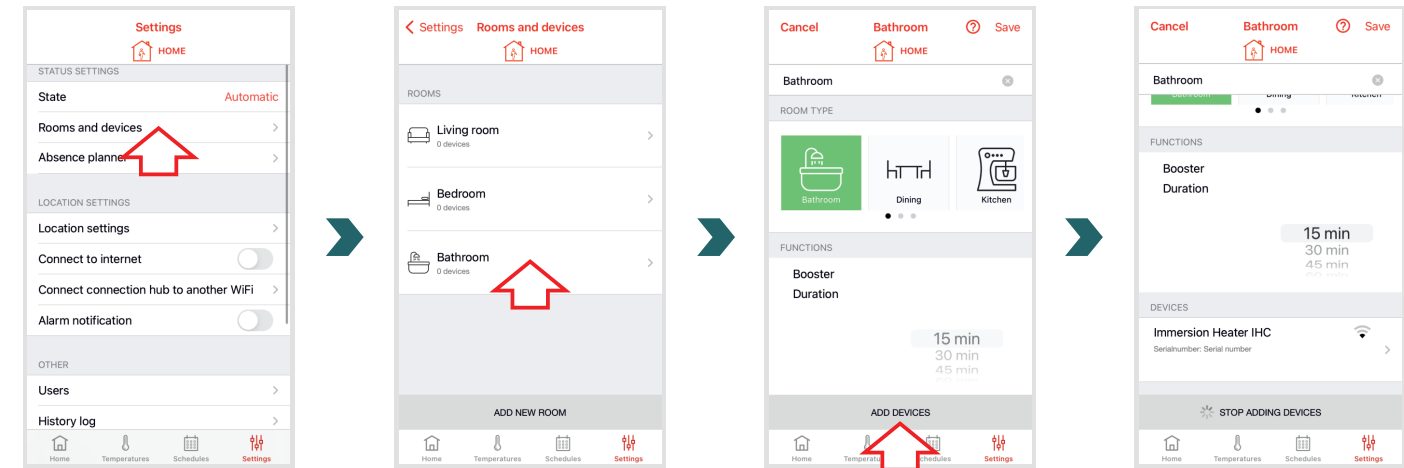 Settings
HOME
STATUS SETTINGS
State Automatic
Rooms and devices
Absence planner
LOCATION SETTINGS
Location settings
Connect to internet
Connect connection hub to another WiFi
Alarm notification
OTHER
Users
History log
Home Temperatures Schedules Settings
Settings Rooms and devices
HOME
ROOMS
Living room
0 devices
Bedroom
0 devices
Bathroom
0 devices
ADD NEW ROOM
Home Temperatures Schedules Settings
Cancel Bathroom Save
HOME
Bathroom
ROOM TYPE
Bathroom Dining Kitchen
FUNCTIONS
Booster
Duration
15 min
30 min
45 min
ADD DEVICES
Home Temperatures Schedules Settings
Cancel Bathroom Save
HOME
Bathroom
Bathroom Dining Kitchen
FUNCTIONS
Booster
Duration
15 min
30 min
45 min
DEVICES
Immersion Heater IHC
Serialnumber: Serial number
STOP ADDING DEVICES
Home Temperatures Schedules Settings